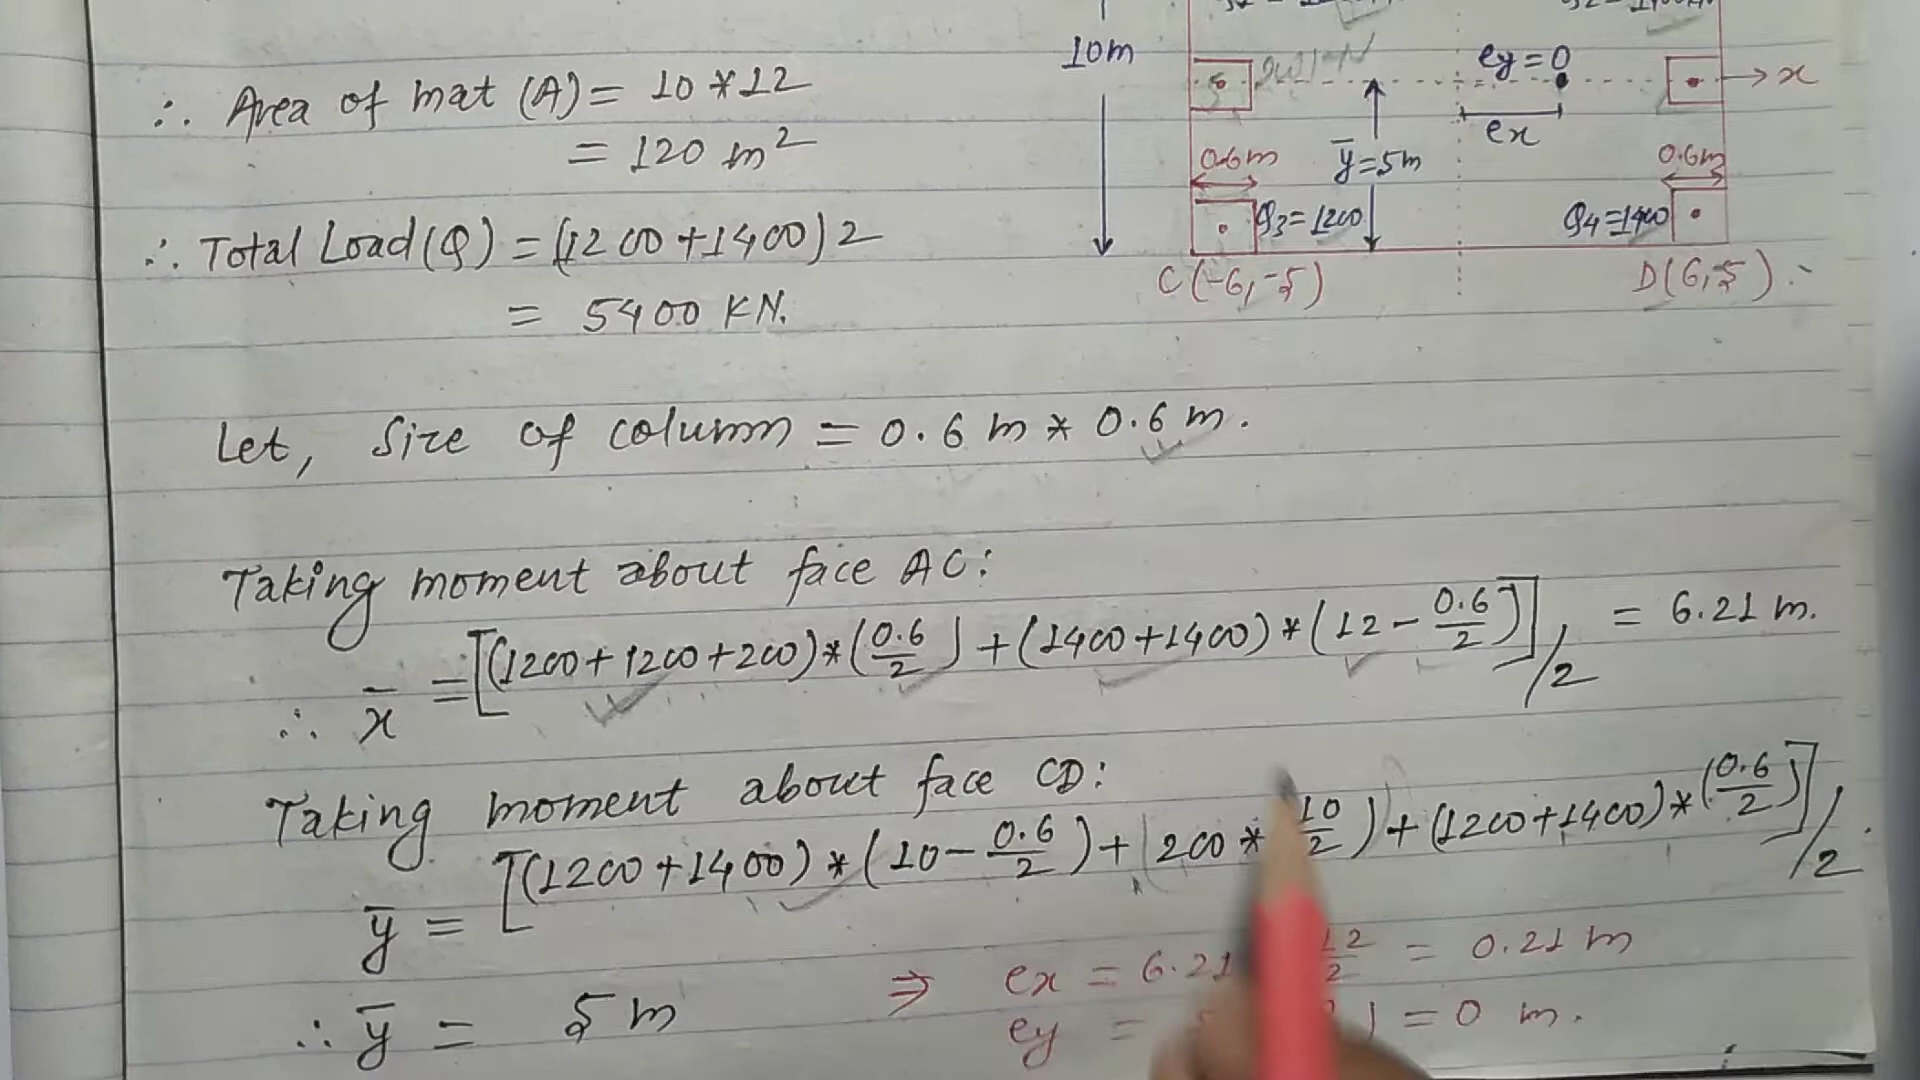 10m
ey=0
∴ Area of mat (A) = 10 * 12
→ x
= 120 m²
ex
0.6m
ȳ=5m
0.6m
∴ Total Load (Q) = (1200+1400)2
Q3=1200
Q4=1400
= 5400 KN.
C(-6,-5)
D(6,-5)
Let, Size of column = 0.6 m * 0.6 m.
Taking moment about face AC:
∴ x̄ = [(1200+1200+200)*(0.6/2)+(1400+1400)*(12-0.6/2)]/2 = 6.21 m.
Taking moment about face CD:
ȳ = [(1200+1400)*(10-0.6/2)+(200*10/2)+(1200+1400)*(0.6/2)]/2.
⇒ ex = 6.21 12/2 = 0.21 m
∴ ȳ = 5 m
ey = ) = 0 m.